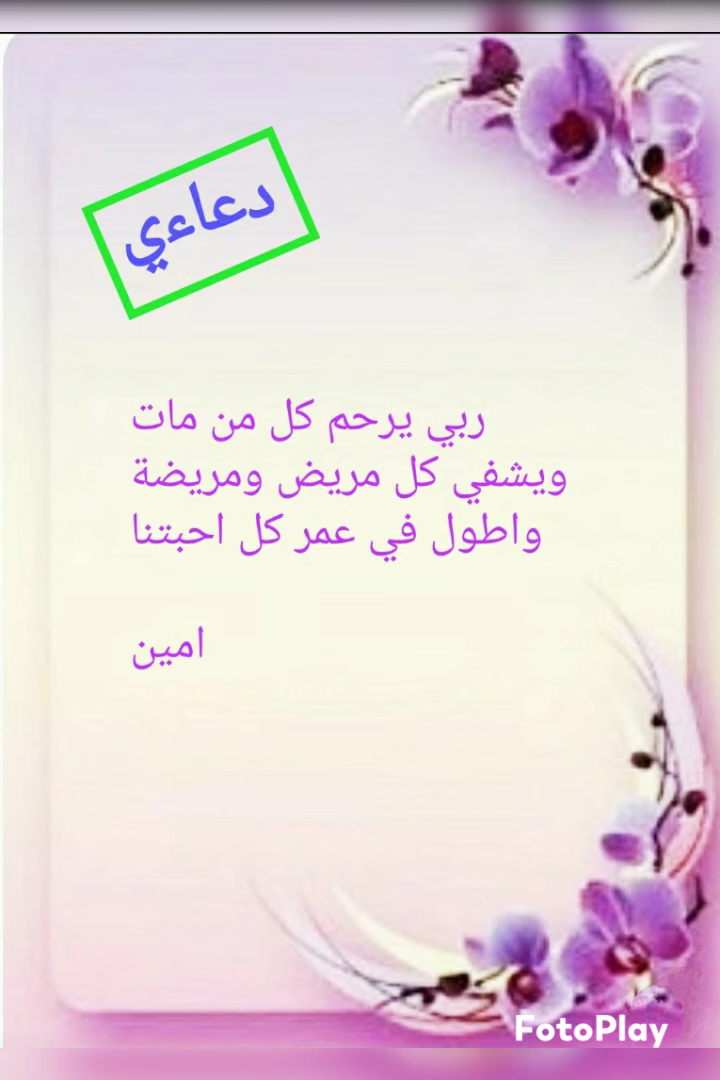 دعاءي
ربي يرحم كل من مات
ويشفي كل مريض ومريضة
واطول في عمر كل احبتنا
امين
FotoPlay